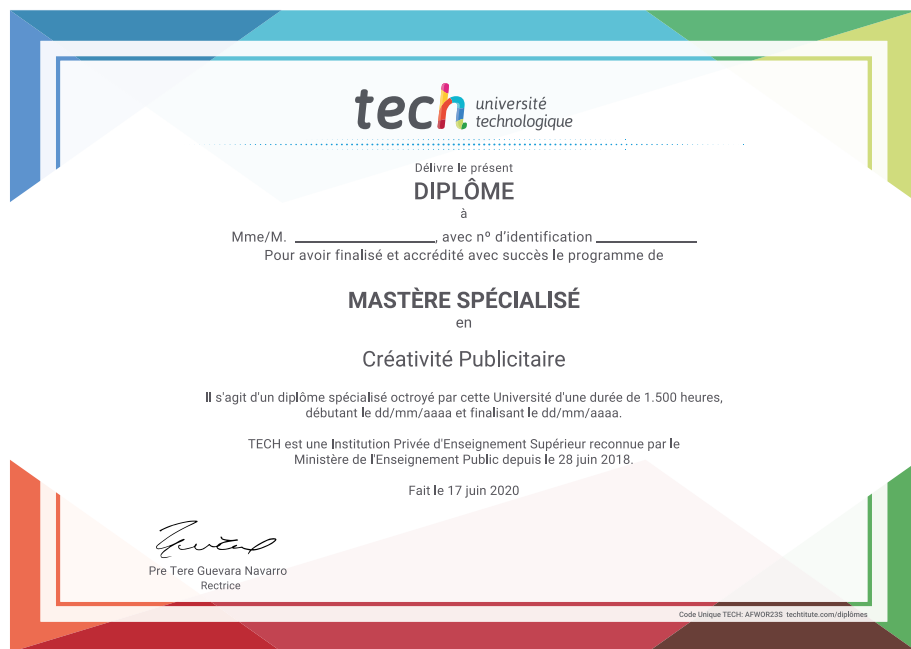 tech université
technologique
Délivre le présent
DIPLÔME
à
Mme/M. ____________, avec nº d'identification ____________
Pour avoir finalisé et accrédité avec succès le programme de
MASTÈRE SPÉCIALISÉ
en
Créativité Publicitaire
Il s'agit d'un diplôme spécialisé octroyé par cette Université d'une durée de 1.500 heures,
débutant le dd/mm/aaaa et finalisant le dd/mm/aaaa.
TECH est une Institution Privée d'Enseignement Supérieur reconnue par le
Ministère de l'Enseignement Public depuis le 28 juin 2018.
Fait le 17 juin 2020
Pre Tere Guevara Navarro
Rectrice
Code Unique TECH: AFWOR23S techtitute.com/diplômes